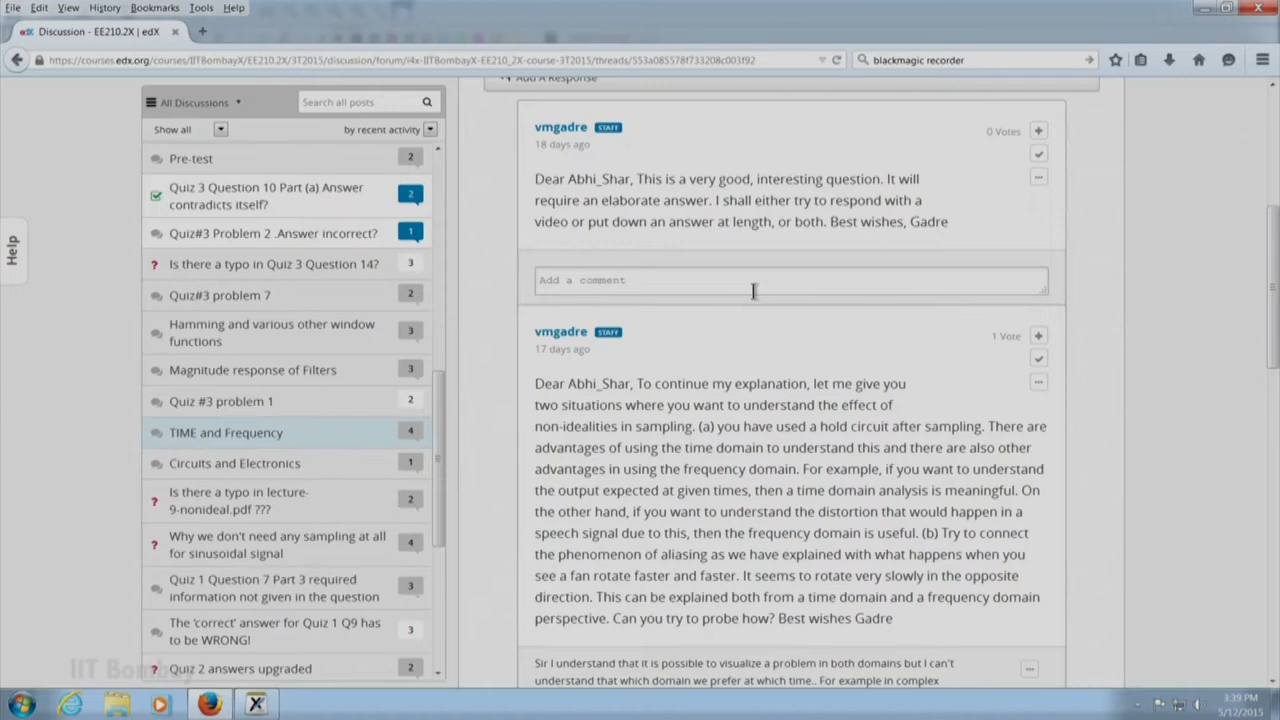 File Edit View History Bookmarks Tools Help
Discussion - EE210.2X | edX
https://courses.edx.org/courses/IITBombayX/EE210.2X/3T2015/discussion/forum/i4x-IITBombayX-EE210_2X-course-3T2015/threads/553a085578f733208c003f92
blackmagic recorder
Help
All Discussions
Search all posts
Show all
by recent activity
Pre-test 2
Quiz 3 Question 10 Part (a) Answer
contradicts itself? 2
Quiz#3 Problem 2 .Answer incorrect? 1
? Is there a typo in Quiz 3 Question 14? 3
Quiz#3 problem 7 2
Hamming and various other window
functions 3
Magnitude response of Filters 3
Quiz #3 problem 1 2
TIME and Frequency 4
Circuits and Electronics 1
? Is there a typo in lecture-
9-nonideal.pdf ??? 2
? Why we don't need any sampling at all
for sinusoidal signal 4
Quiz 1 Question 7 Part 3 required
information not given in the question 3
The 'correct' answer for Quiz 1 Q9 has
to be WRONG! 3
Quiz 2 answers upgraded 2
IIT Bombay
Add A Response
vmgadre STAFF
0 Votes
18 days ago
Dear Abhi_Shar, This is a very good, interesting question. It will
require an elaborate answer. I shall either try to respond with a
video or put down an answer at length, or both. Best wishes, Gadre
Add a comment
vmgadre STAFF
1 Vote
17 days ago
Dear Abhi_Shar, To continue my explanation, let me give you
two situations where you want to understand the effect of
non-idealities in sampling. (a) you have used a hold circuit after sampling. There are
advantages of using the time domain to understand this and there are also other
advantages in using the frequency domain. For example, if you want to understand
the output expected at given times, then a time domain analysis is meaningful. On
the other hand, if you want to understand the distortion that would happen in a
speech signal due to this, then the frequency domain is useful. (b) Try to connect
the phenomenon of aliasing as we have explained with what happens when you
see a fan rotate faster and faster. It seems to rotate very slowly in the opposite
direction. This can be explained both from a time domain and a frequency domain
perspective. Can you try to probe how? Best wishes Gadre
Sir I understand that it is possible to visualize a problem in both domains but I can't
understand that which domain we prefer at which time.. For example in complex
3:39 PM
5/12/2015